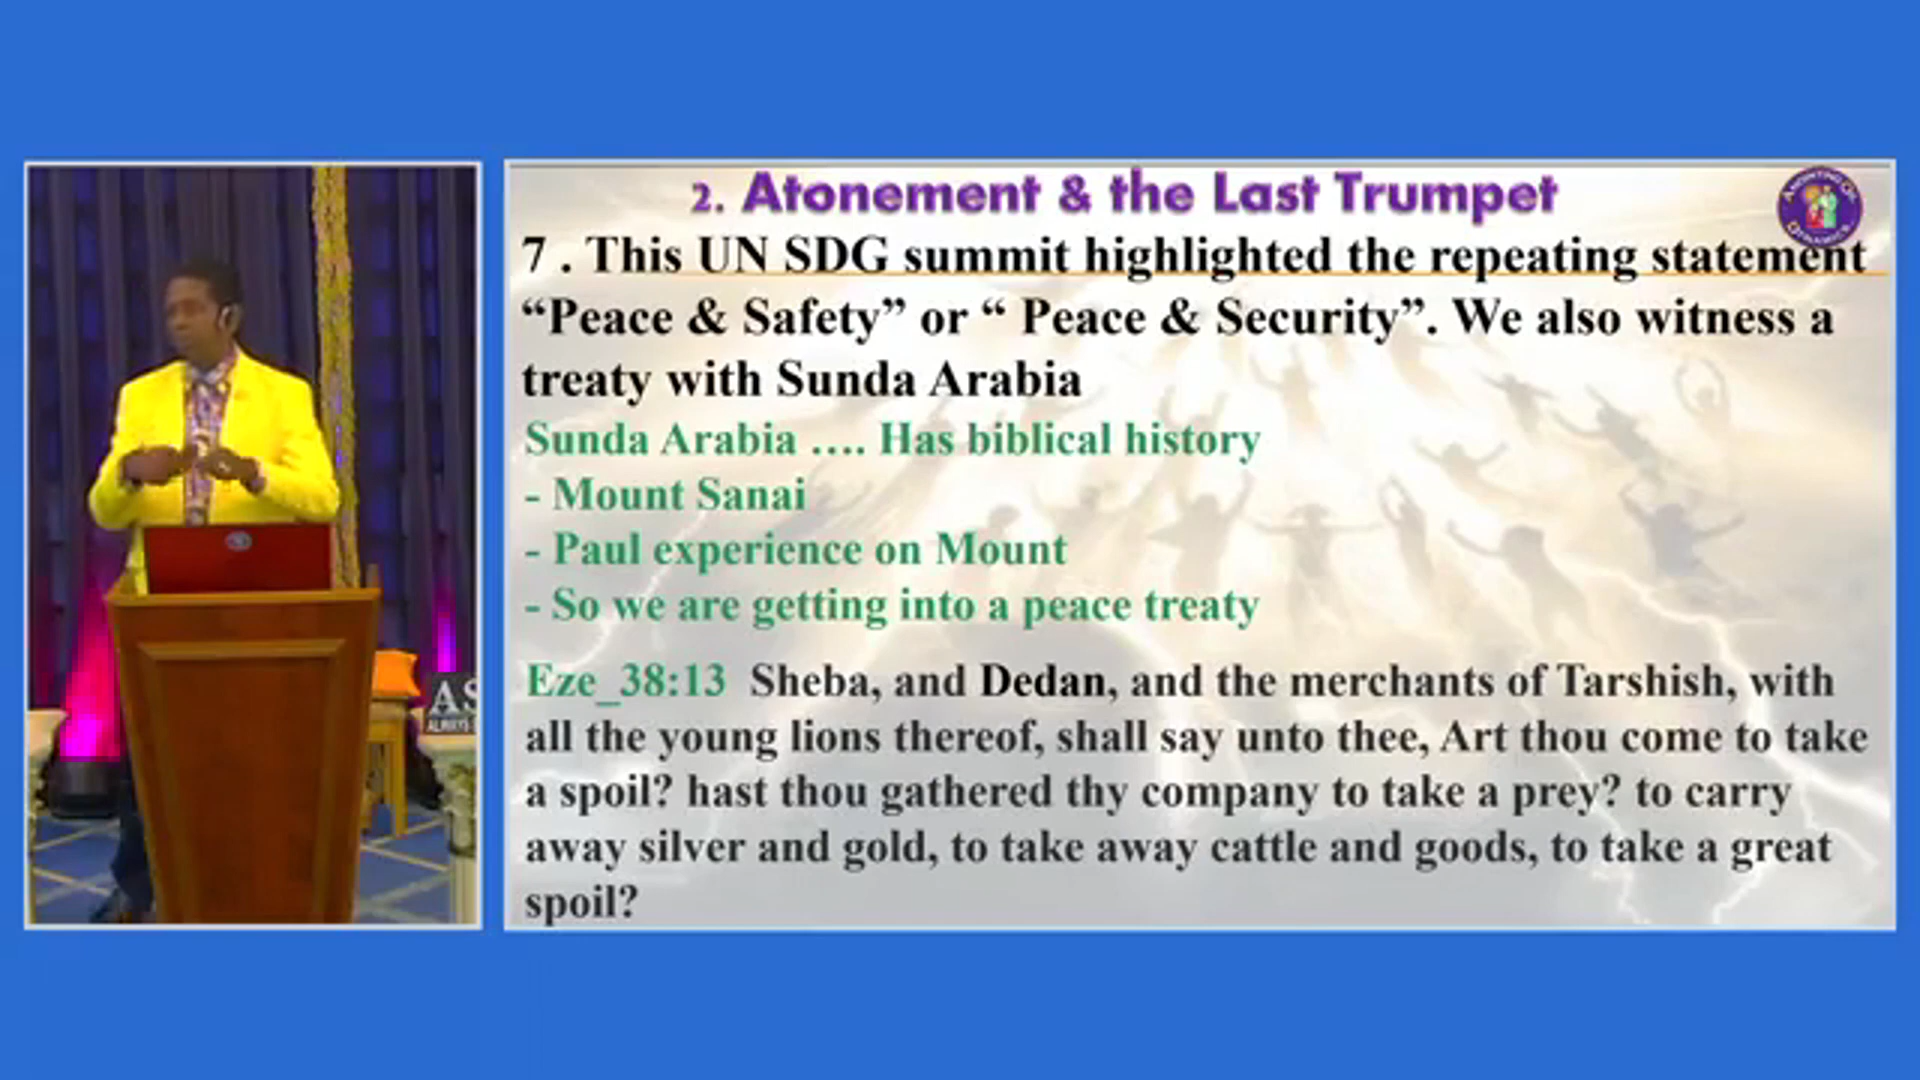 2. Atonement & the Last Trumpet
7 . This UN SDG summit highlighted the repeating statement
“Peace & Safety” or “ Peace & Security”. We also witness a
treaty with Sunda Arabia
Sunda Arabia .... Has biblical history
- Mount Sanai
- Paul experience on Mount
- So we are getting into a peace treaty
Eze_38:13 Sheba, and Dedan, and the merchants of Tarshish, with
all the young lions thereof, shall say unto thee, Art thou come to take
a spoil? hast thou gathered thy company to take a prey? to carry
away silver and gold, to take away cattle and goods, to take a great
spoil?
AS
ALWAYS